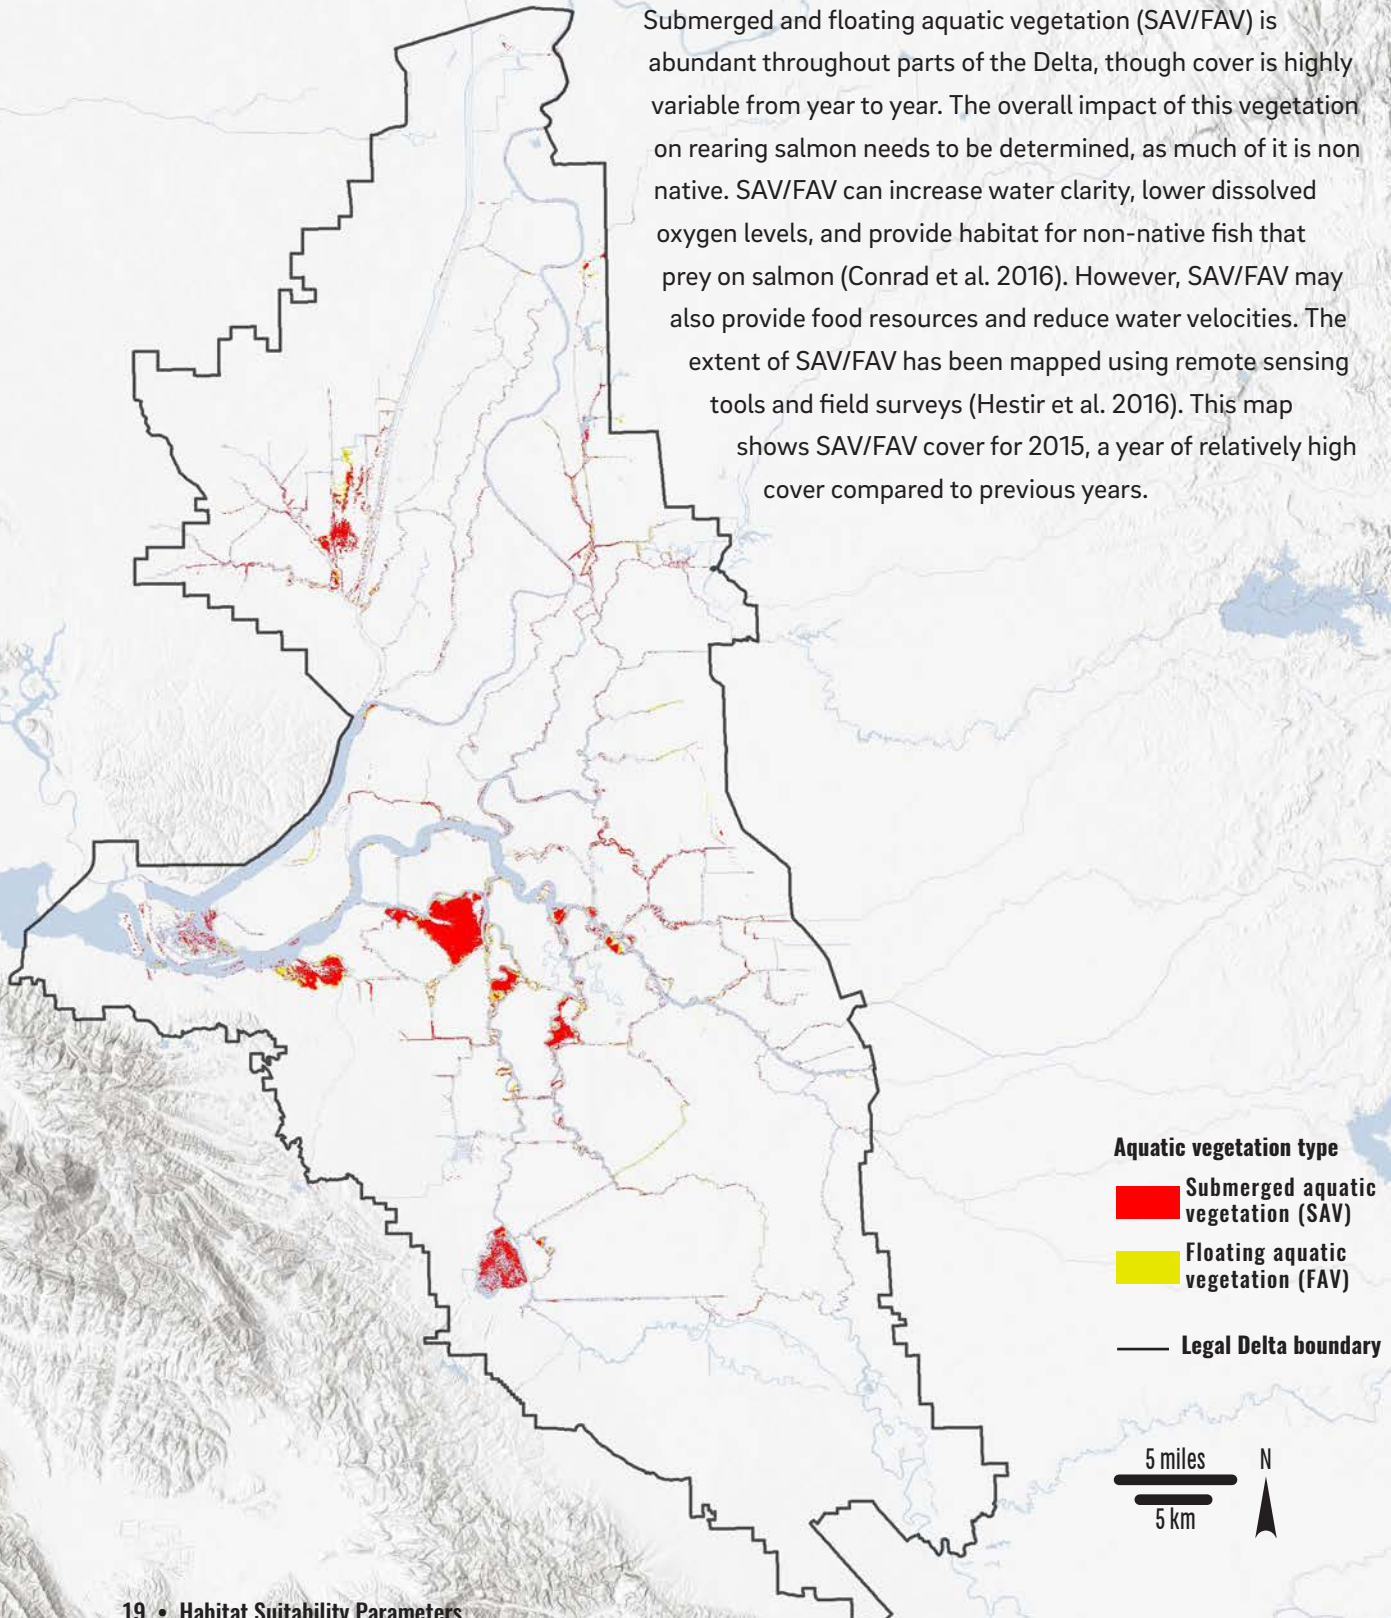 Submerged and floating aquatic vegetation (SAV/FAV) is
abundant throughout parts of the Delta, though cover is highly
variable from year to year. The overall impact of this vegetation
on rearing salmon needs to be determined, as much of it is non
native. SAV/FAV can increase water clarity, lower dissolved
oxygen levels, and provide habitat for non-native fish that
prey on salmon (Conrad et al. 2016). However, SAV/FAV may
also provide food resources and reduce water velocities. The
extent of SAV/FAV has been mapped using remote sensing
tools and field surveys (Hestir et al. 2016). This map
shows SAV/FAV cover for 2015, a year of relatively high
cover compared to previous years.
Aquatic vegetation type
Submerged aquatic
vegetation (SAV)
Floating aquatic
vegetation (FAV)
Legal Delta boundary
5 miles
N
5 km
19 • Habitat Suitability Parameters